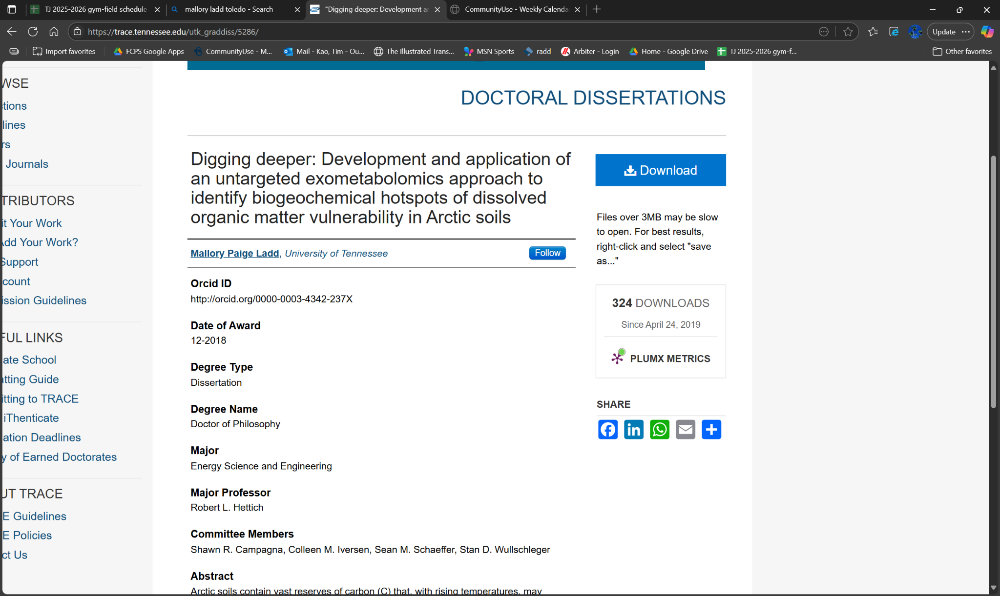 TJ 2025-2026 gym-field schedule
mallory ladd toledo - Search
"Digging deeper: Development ar
CommunityUse - Weekly Calenda
https://trace.tennessee.edu/utk_graddiss/5286/
Update
Import favorites
FCPS Google Apps
CommunityUse - M...
Mail - Kao, Tim - Ou...
The Illustrated Trans...
MSN Sports
radd
Arbiter - Login
Home - Google Drive
TJ 2025-2026 gym-f...
Other favorites
WSE
tions
lines
rs
Journals
TRIBUTORS
it Your Work
Add Your Work?
Support
count
ission Guidelines
FUL LINKS
ate School
atting Guide
itting to TRACE
iThenticate
ation Deadlines
y of Earned Doctorates
UT TRACE
E Guidelines
E Policies
ct Us
DOCTORAL DISSERTATIONS
Digging deeper: Development and application of
an untargeted exometabolomics approach to
identify biogeochemical hotspots of dissolved
organic matter vulnerability in Arctic soils
Mallory Paige Ladd, University of Tennessee
Follow
Orcid ID
http://orcid.org/0000-0003-4342-237X
Date of Award
12-2018
Degree Type
Dissertation
Degree Name
Doctor of Philosophy
Major
Energy Science and Engineering
Major Professor
Robert L. Hettich
Committee Members
Shawn R. Campagna, Colleen M. Iversen, Sean M. Schaeffer, Stan D. Wullschleger
Abstract
Arctic soils contain vast reserves of carbon (C) that, with rising temperatures, may
Download
Files over 3MB may be slow
to open. For best results,
right-click and select "save
as..."
324 DOWNLOADS
Since April 24, 2019
PLUMX METRICS
SHARE